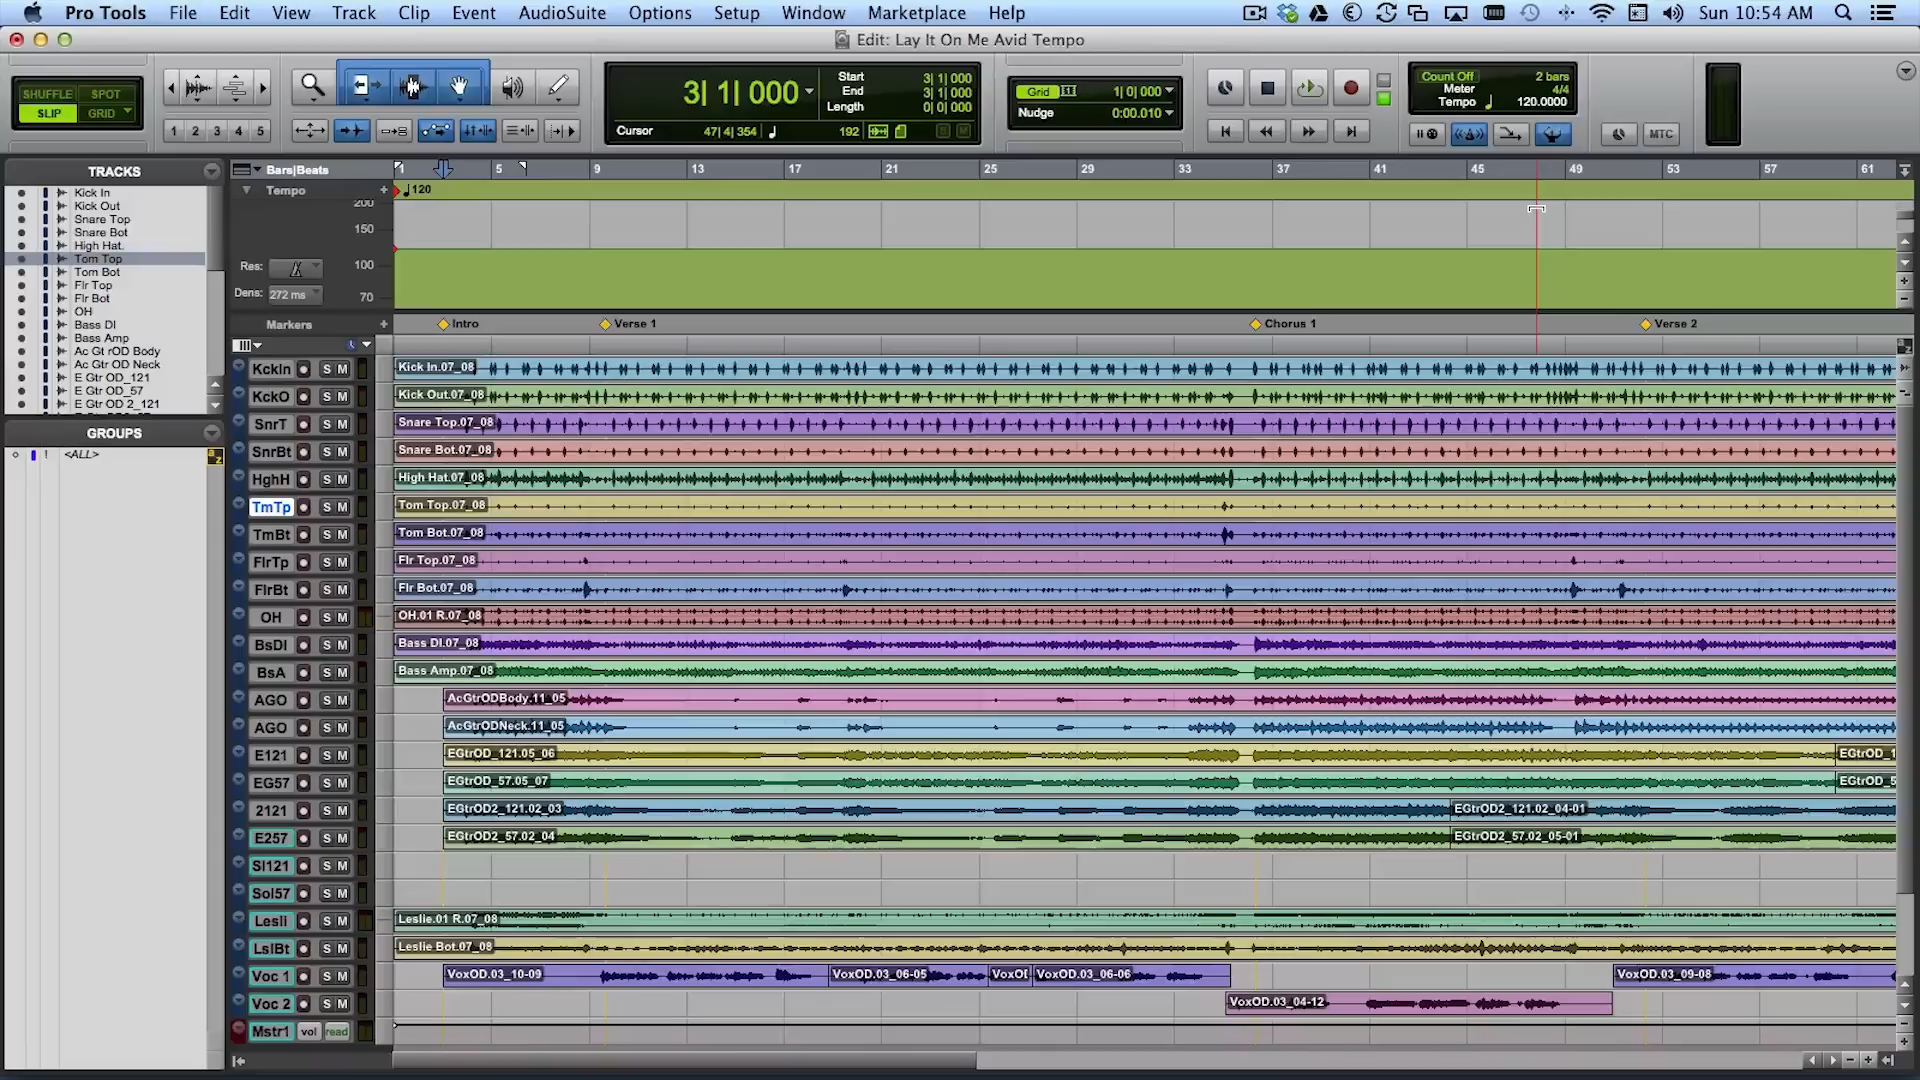 Pro Tools File Edit View Track Clip Event AudioSuite Options Setup Window Marketplace Help Sun 10:54 AM
Edit: Lay It On Me Avid Tempo
SHUFFLE SPOT
SLIP GRID
1 2 3 4 5
3| 1| 000
Start 3| 1| 000
End 3| 1| 000
Length 0| 0| 000
Cursor 47| 4| 354 192
Grid 1| 0| 000
Nudge 0:00.010
Count Off 2 bars
Meter 4/4
Tempo 120.0000
MTC
TRACKS
Kick In
Kick Out
Snare Top
Snare Bot
High Hat.
Tom Top
Tom Bot
Flr Top
Flr Bot
OH
Bass DI
Bass Amp
Ac Gt rOD Body
Ac Gtr OD Neck
E Gtr OD_121
E Gtr OD_57
E Gtr OD 2_121
GROUPS
! <ALL>
a z
Bars|Beats 1 5 9 13 17 21 25 29 33 37 41 45 49 53 57 61
Tempo + 120
200
150
Res: 100
Dens: 272 ms 70
Markers + Intro Verse 1 Chorus 1 Verse 2
KckIn S M Kick In.07_08
KckO S M Kick Out.07_08
SnrT S M Snare Top.07_08
SnrBt S M Snare Bot.07_08
HghH S M High Hat.07_08
TmTp S M Tom Top.07_08
TmBt S M Tom Bot.07_08
FlrTp S M Flr Top.07_08
FlrBt S M Flr Bot.07_08
OH S M OH.01 R.07_08
BsDI S M Bass DI.07_08
BsA S M Bass Amp.07_08
AGO S M AcGtrODBody.11_05
AGO S M AcGtrODNeck.11_05
E121 S M EGtrOD_121.05_06 EGtrOD_1
EG57 S M EGtrOD_57.05_07 EGtrOD_5
2121 S M EGtrOD2_121.02_03 EGtrOD2_121.02_04-01
E257 S M EGtrOD2_57.02_04 EGtrOD2_57.02_05-01
Sl121 S M
Sol57 S M
Lesli S M Leslie.01 R.07_08
LslBt S M Leslie Bot.07_08
Voc 1 S M VoxOD.03_10-09 VoxOD.03_06-05 VoxOD VoxOD.03_06-06 VoxOD.03_09-08
Voc 2 S M VoxOD.03_04-12
Mstr1 vol read